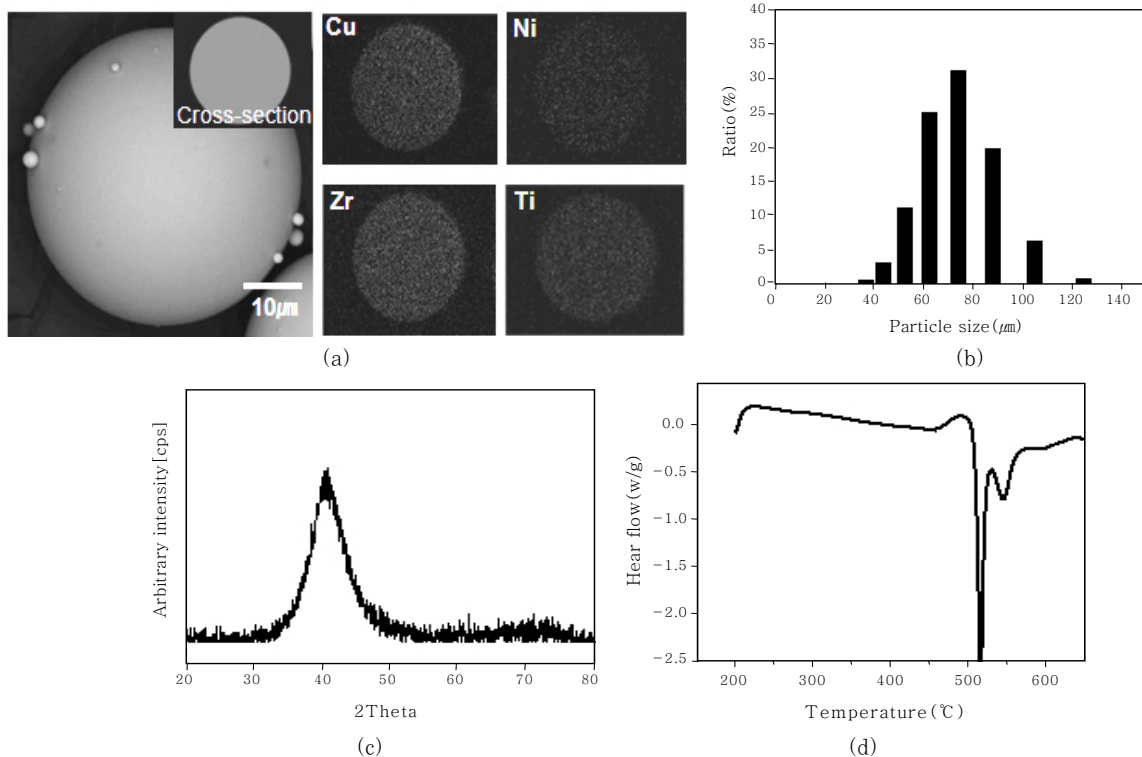 Cross-section
10㎛
Cu
Ni
Zr
Ti
(a)
Ratio(%)
40
35
30
25
20
15
10
5
0
0 20 40 60 80 100 120 140
Particle size(㎛)
(b)
Arbitrary intensity[cps]
20 30 40 50 60 70 80
2Theta
(c)
Hear flow(w/g)
0.0
-0.5
-1.0
-1.5
-2.0
-2.5
200 300 400 500 600
Temperature(℃)
(d)